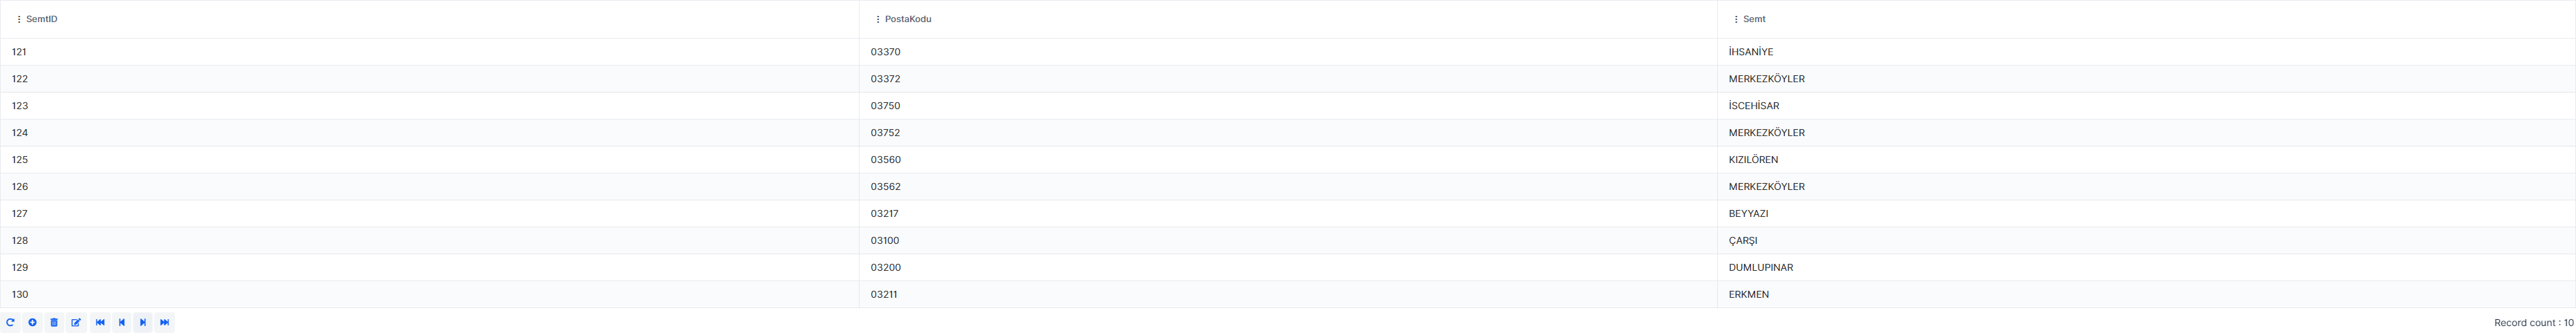 SemtID PostaKodu Semt
121 03370 İHSANİYE
122 03372 MERKEZKÖYLER
123 03750 İSCEHİSAR
124 03752 MERKEZKÖYLER
125 03560 KIZILÖREN
126 03562 MERKEZKÖYLER
127 03217 BEYYAZI
128 03100 ÇARŞI
129 03200 DUMLUPINAR
130 03211 ERKMEN
Record count : 10